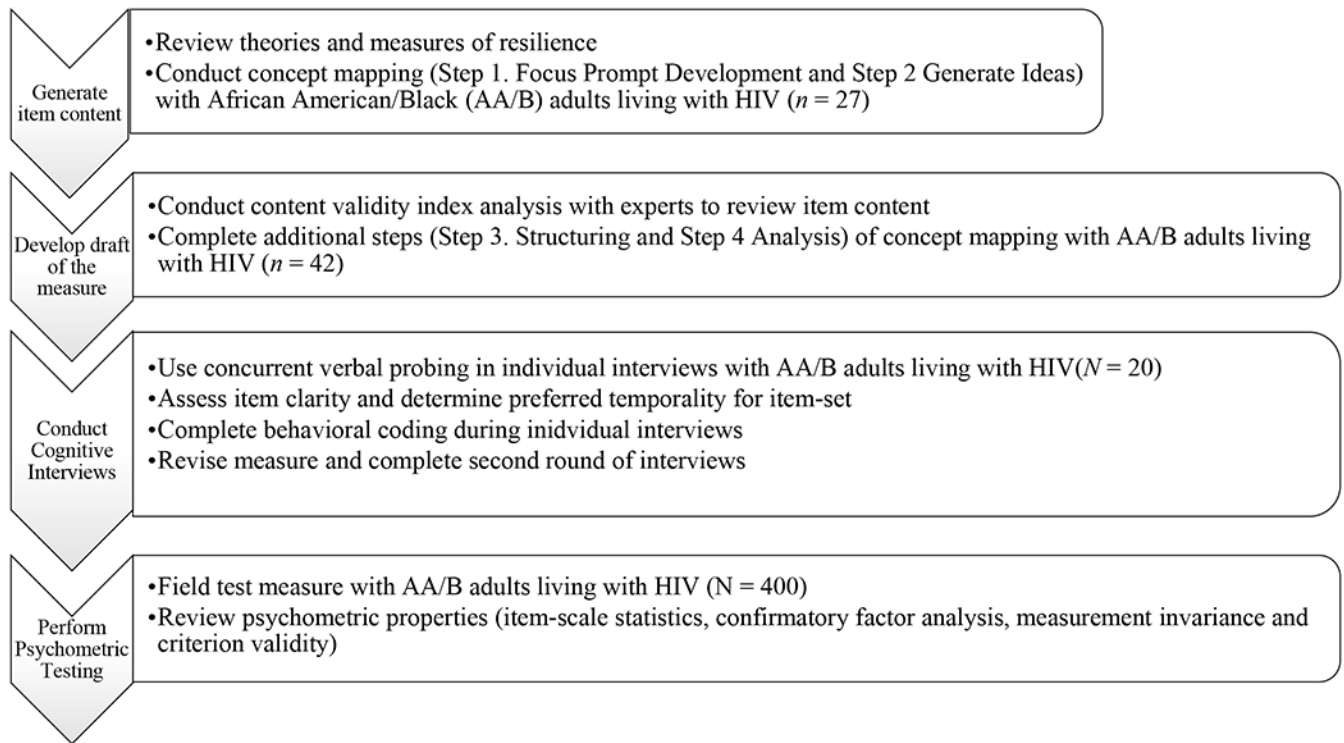 Generate
item content
•Review theories and measures of resilience
•Conduct concept mapping (Step 1. Focus Prompt Development and Step 2 Generate Ideas)
with African American/Black (AA/B) adults living with HIV (n = 27)
Develop draft
of the
measure
•Conduct content validity index analysis with experts to review item content
•Complete additional steps (Step 3. Structuring and Step 4 Analysis) of concept mapping with AA/B adults living
with HIV (n = 42)
Conduct
Cognitive
Interviews
•Use concurrent verbal probing in individual interviews with AA/B adults living with HIV(N = 20)
•Assess item clarity and determine preferred temporality for item-set
•Complete behavioral coding during inidvidual interviews
•Revise measure and complete second round of interviews
Perform
Psychometric
Testing
•Field test measure with AA/B adults living with HIV (N = 400)
•Review psychometric properties (item-scale statistics, confirmatory factor analysis, measurement invariance and
criterion validity)